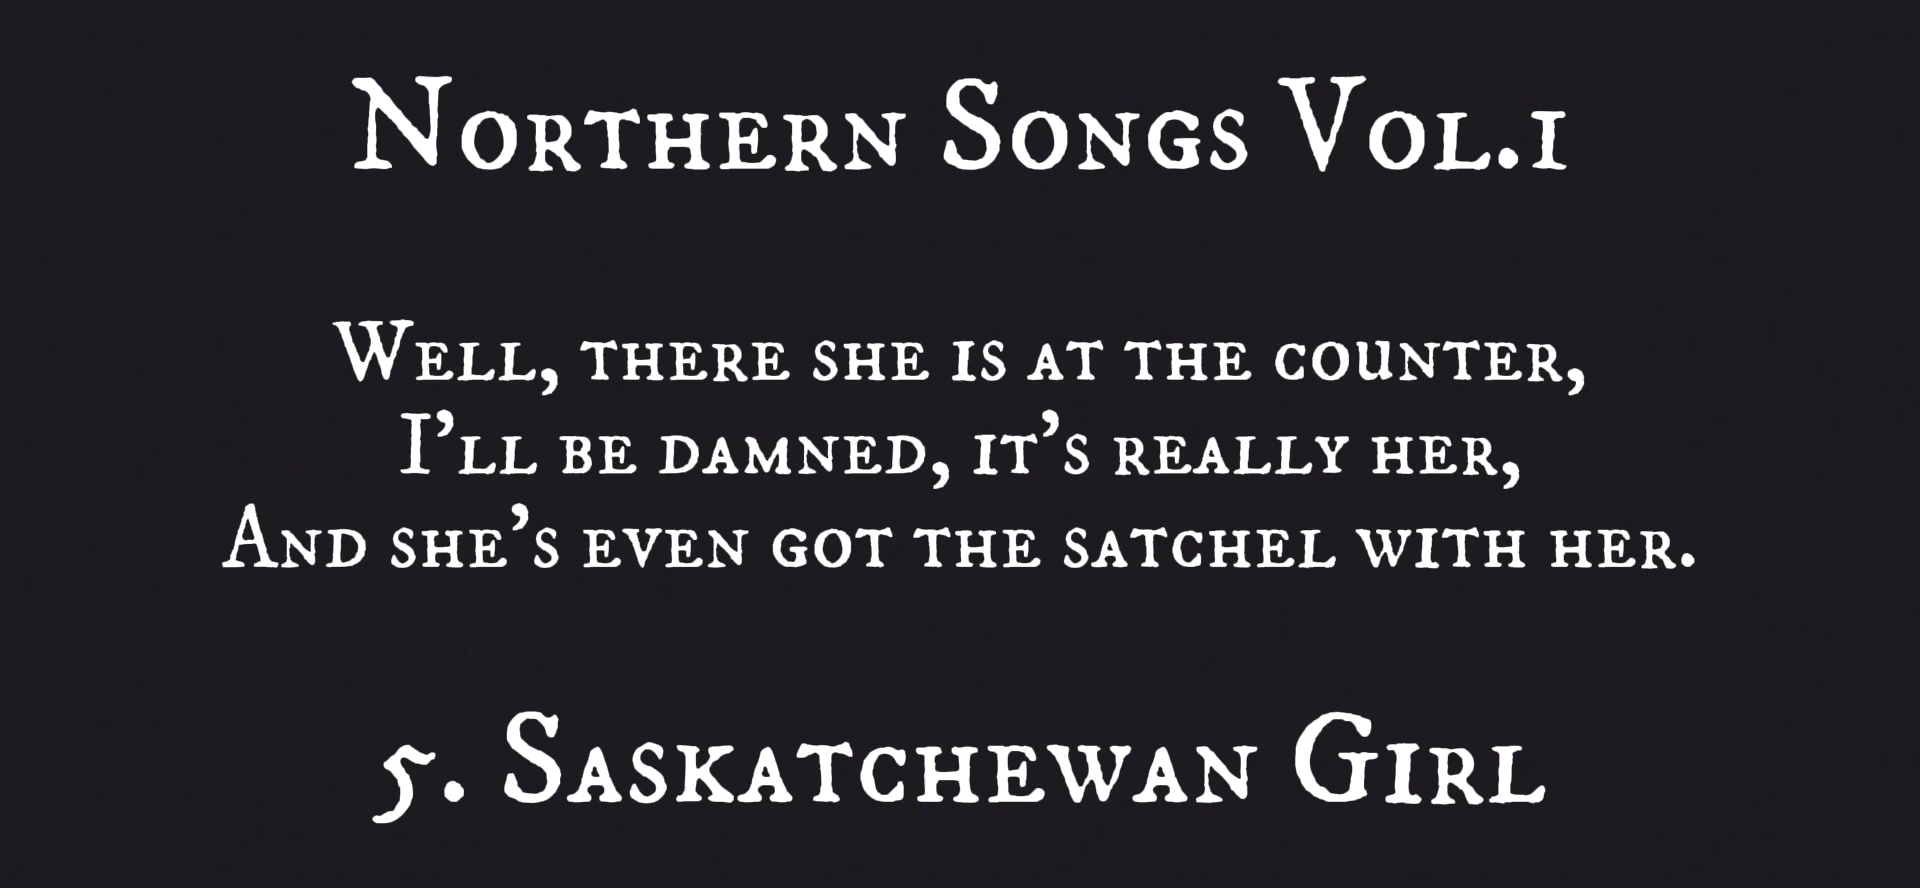 Northern Songs Vol.1
Well, there she is at the counter,
I'll be damned, it's really her,
And she's even got the satchel with her.
5. Saskatchewan Girl